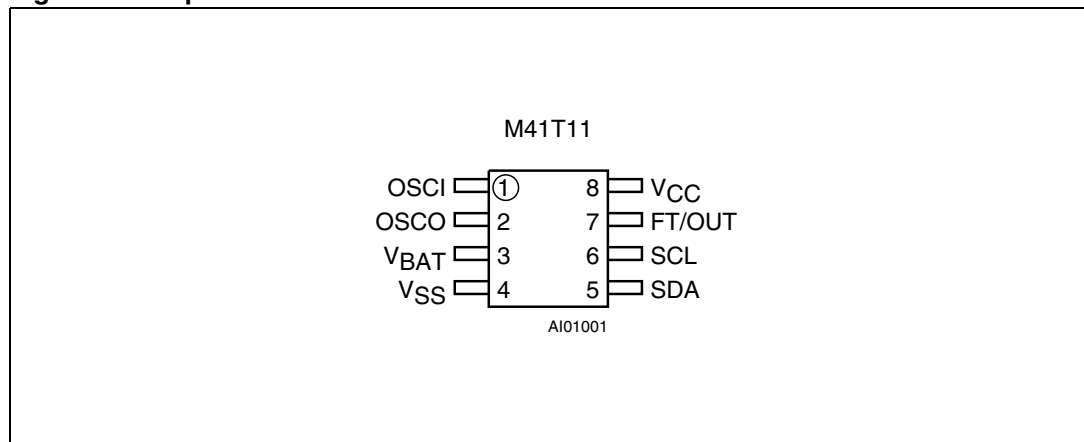 M41T11
OSCI 1 8 VCC
OSCO 2 7 FT/OUT
VBAT 3 6 SCL
VSS 4 5 SDA
AI01001